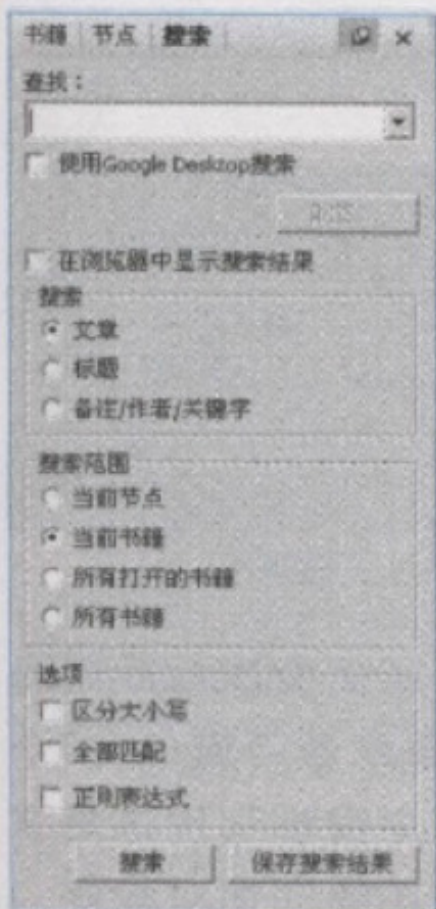 书籍 节点 搜索
查找：
使用Google Desktop搜索
在浏览器中显示搜索结果
搜索
文章
标题
备注/作者/关键字
搜索范围
当前节点
当前书籍
所有打开的书籍
所有书籍
选项
区分大小写
全部匹配
正则表达式
搜索 保存搜索结果